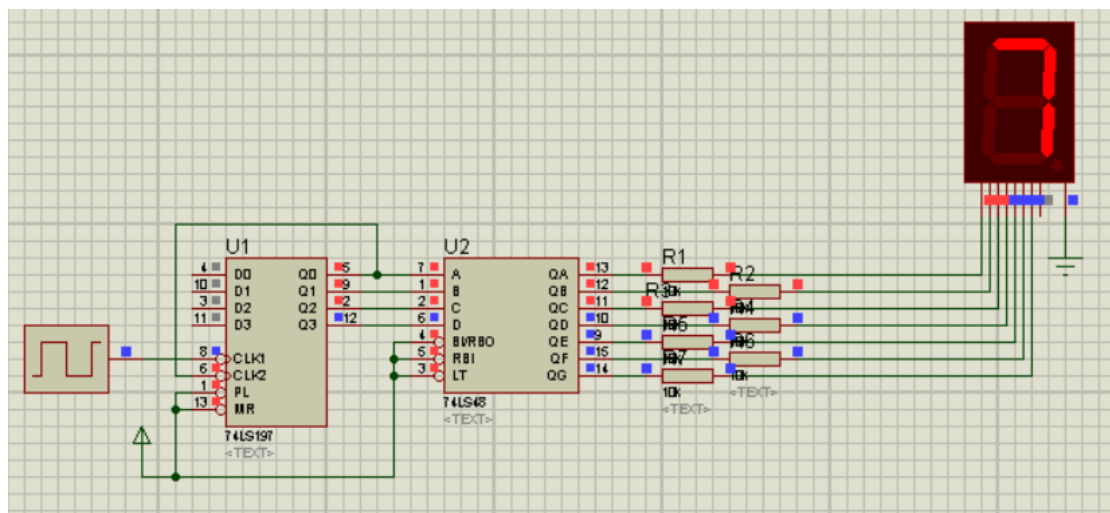 U1
4 D0 Q0 5
10 D1 Q1 9
3 D2 Q2 2
11 D3 Q3 12
8 CLK1
6 CLK2
1 PL
13 MR
74LS197
<TEXT>
U2
7 A QA 13
1 B QB 12
2 C QC 11
6 D QD 10
4 BI/RBO QE 9
5 RBI QF 15
3 LT QG 14
74LS48
<TEXT>
R1
R2
10k
<TEXT>
10k
<TEXT>
7